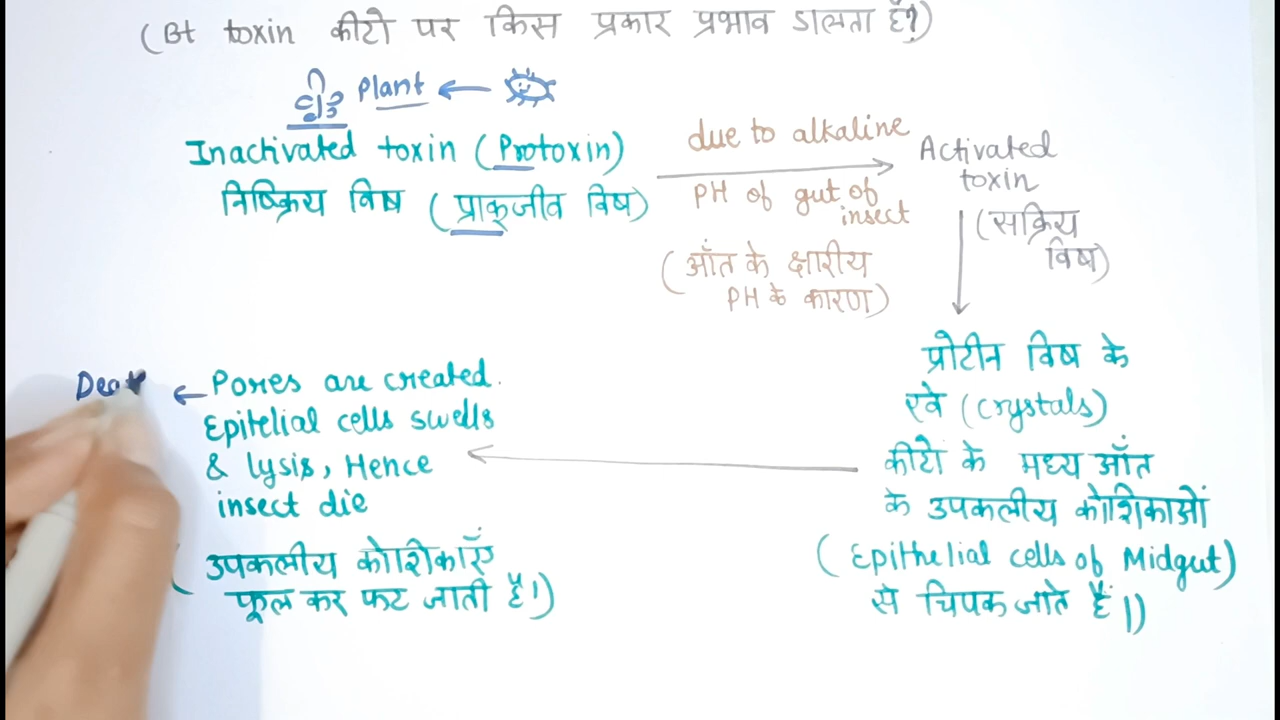 (Bt toxin कीटो पर किस प्रकार प्रभाव डालता है?)
Plant ←
Inactivated toxin (Protoxin)
निष्क्रिय विष (प्राक्जीव विष)
due to alkaline
PH of gut of
insect
(आँत के क्षारीय
PH के कारण)
Activated
toxin
(सक्रिय
विष)
प्रोटीन विष के
रवे (Crystals)
कीटो के मध्य आँत
के उपकलीय कोशिकाओं
(Epithelial cells of Midgut)
से चिपक जाते हैं।)
← Pores are created.
Epitelial cells swells
& lysis, Hence
insect die
(उपकलीय कोशिकाएँ
फूल कर फट जाती है।)